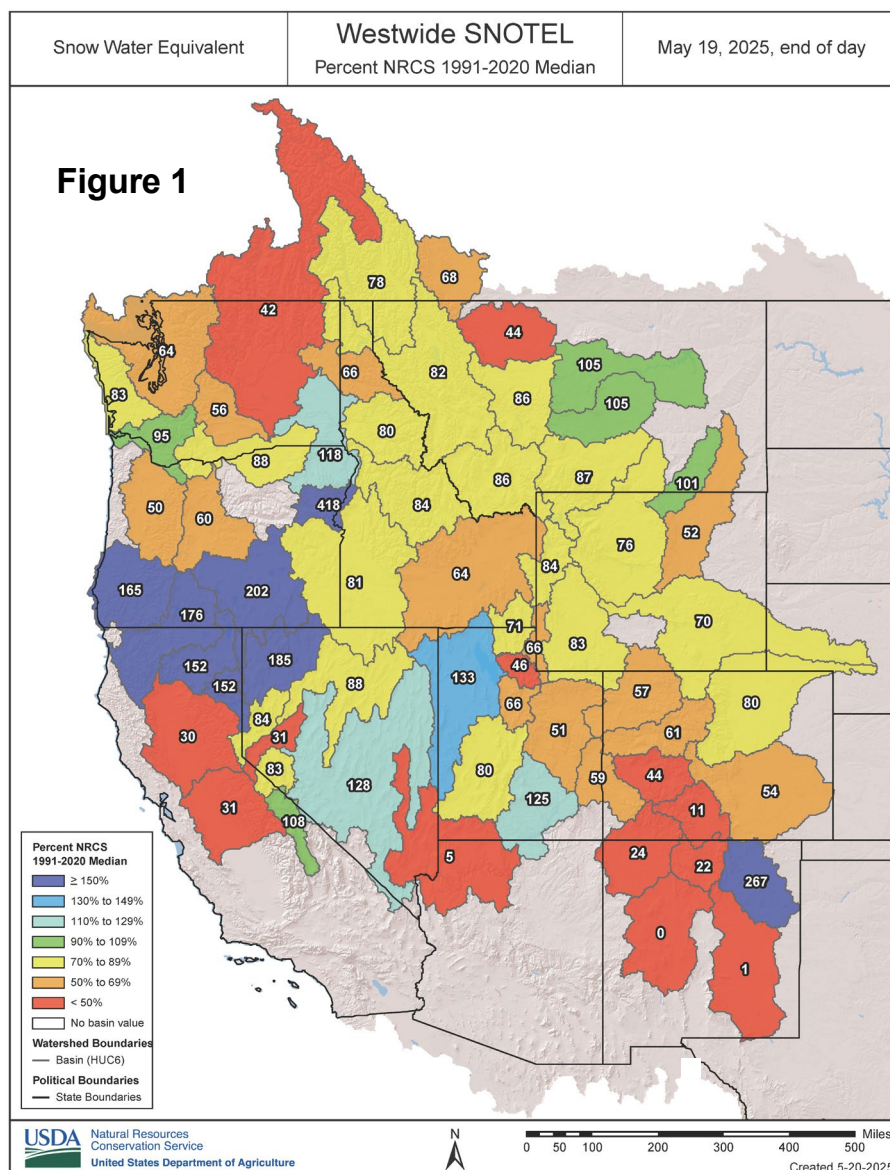 Snow Water Equivalent
Westwide SNOTEL
Percent NRCS 1991-2020 Median
May 19, 2025, end of day
Figure 1
78
68
42
44
64
66
82
105
83
56
86
105
95
80
88
118
86
87
101
50
60
418
84
76
52
165
202
81
64
84
176
71
83
70
152
185
66
46
133
152
88
66
57
80
84
30
31
51
61
83
128
80
59
44
54
31
108
125
11
5
24
22
267
0
1
Percent NRCS
1991-2020 Median
≥ 150%
130% to 149%
110% to 129%
90% to 109%
70% to 89%
50% to 69%
< 50%
No basin value
Watershed Boundaries
Basin (HUC6)
Political Boundaries
State Boundaries
USDA
Natural Resources
Conservation Service
United States Department of Agriculture
N
0 50 100 200 300 400 500
Miles
Created 5-20-202